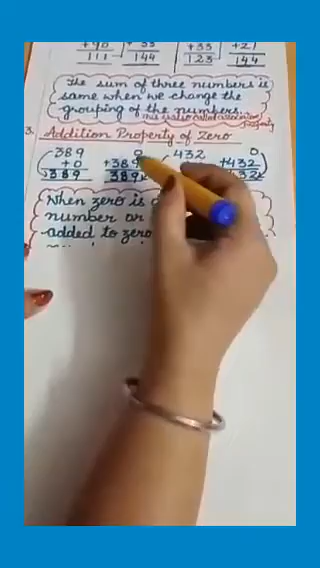 +90 +33 +33 +21
111 144 123 144
The sum of three numbers is
same when we change the
grouping of the numbers.
this is also called associative
property
3. Addition Property of Zero
389 0 432 0
+0 +389 +432
389 389 432
When zero is
number or
added to zero